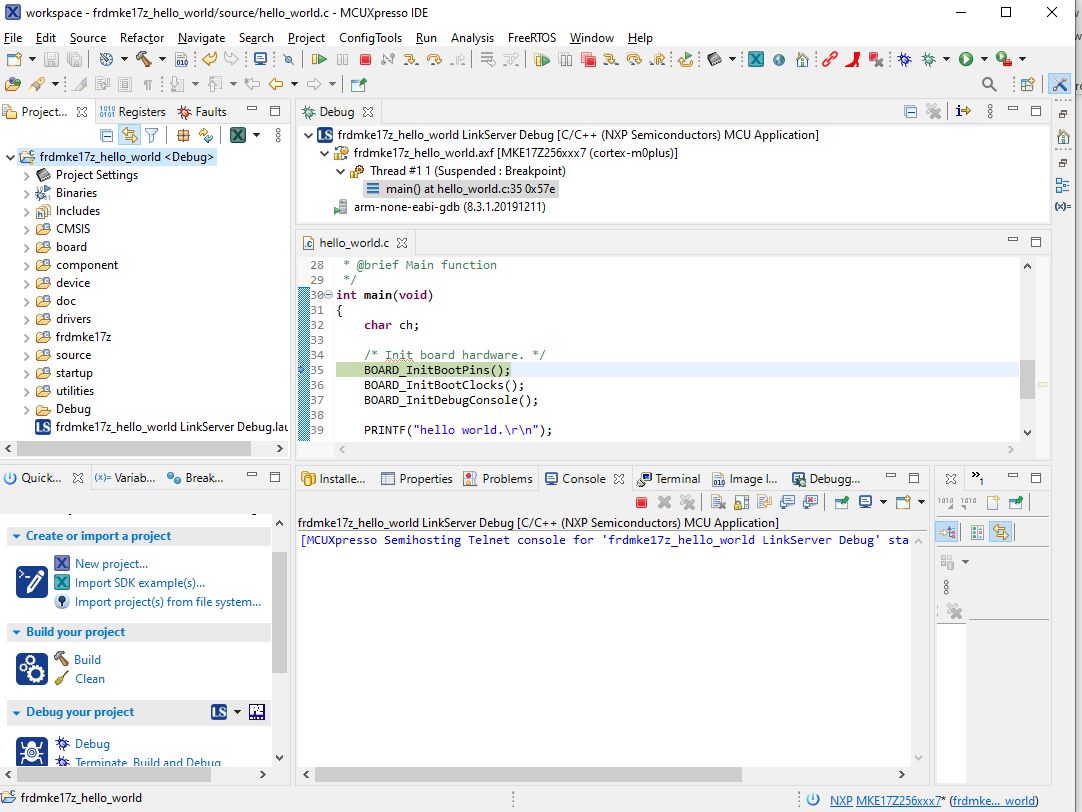 workspace - frdmke17z_hello_world/source/hello_world.c - MCUXpresso IDE
File Edit Source Refactor Navigate Search Project ConfigTools Run Analysis FreeRTOS Window Help
Project... Registers Faults
frdmke17z_hello_world <Debug>
Project Settings
Binaries
Includes
CMSIS
board
component
device
doc
drivers
frdmke17z
source
startup
utilities
Debug
LS frdmke17z_hello_world LinkServer Debug.lau
Debug
LS frdmke17z_hello_world LinkServer Debug [C/C++ (NXP Semiconductors) MCU Application]
frdmke17z_hello_world.axf [MKE17Z256xxx7 (cortex-m0plus)]
Thread #1 1 (Suspended : Breakpoint)
main() at hello_world.c:35 0x57e
arm-none-eabi-gdb (8.3.1.20191211)
hello_world.c
28 * @brief Main function
29 */
30 int main(void)
31 {
32 char ch;
33
34 /* Init board hardware. */
35 BOARD_InitBootPins();
36 BOARD_InitBootClocks();
37 BOARD_InitDebugConsole();
38
39 PRINTF("hello world.\r\n");
Quick... (x)= Variab... Break...
Create or import a project
New project...
Import SDK example(s)...
Import project(s) from file system...
Build your project
Build
Clean
Debug your project LS
Debug
Terminate, Build and Debug
Installe... Properties Problems Console Terminal Image I... Debugg...
frdmke17z_hello_world LinkServer Debug [C/C++ (NXP Semiconductors) MCU Application]
[MCUXpresso Semihosting Telnet console for 'frdmke17z_hello_world LinkServer Debug' sta
frdmke17z_hello_world
NXP MKE17Z256xxx7* (frdmke..._world)